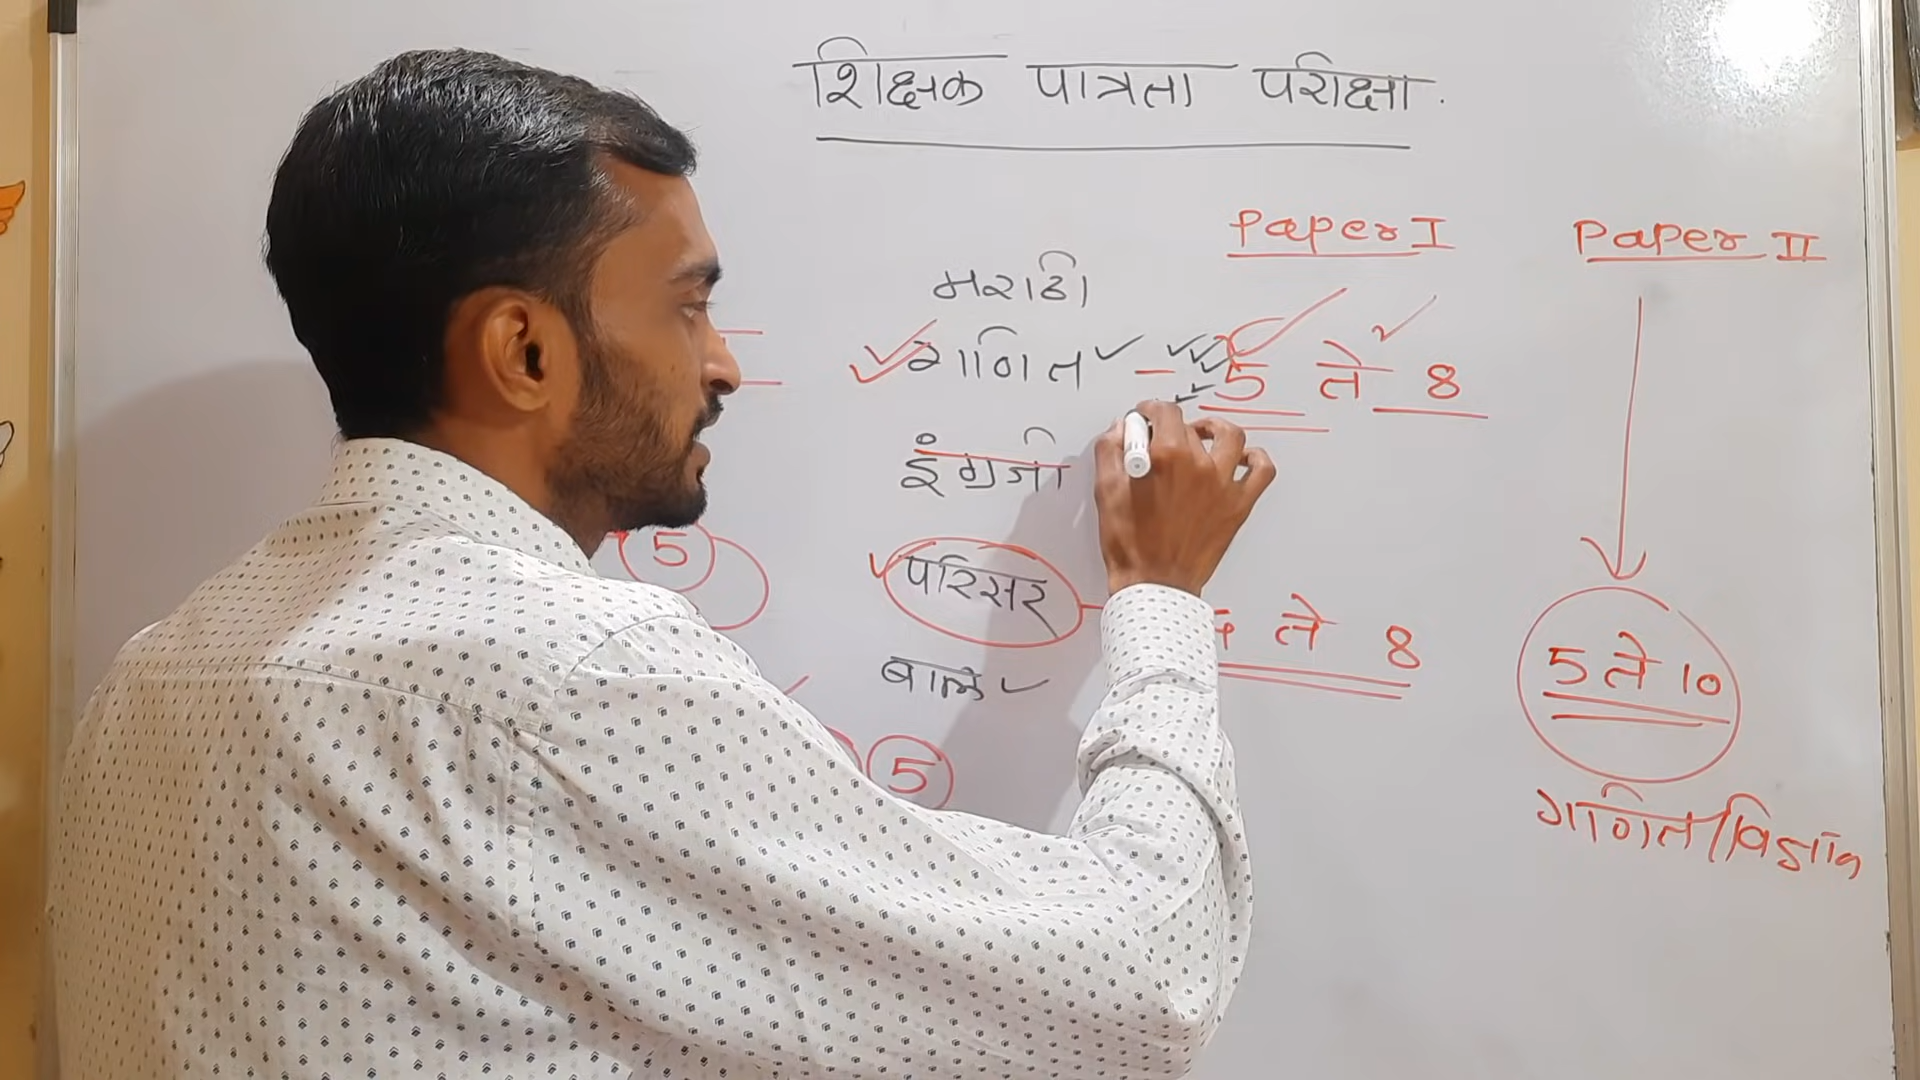 शिक्षक पात्रता परीक्षा.
Paper I
Paper II
मराठी
गणित - 5 ते 8
इंग्रजी
5
परिसर
ते 8
5 ते 10
बाल
5
गणित/विज्ञान